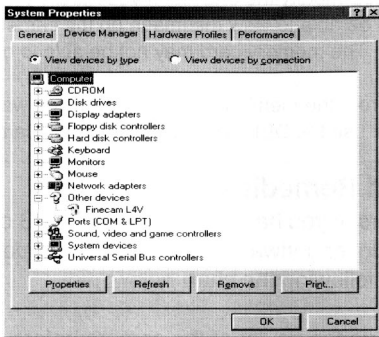 System Properties
General Device Manager Hardware Profiles Performance
View devices by type View devices by connection
Computer
CDROM
Disk drives
Display adapters
Floppy disk controllers
Hard disk controllers
Keyboard
Monitors
Mouse
Network adapters
Other devices
Finecam L4V
Ports (COM & LPT)
Sound, video and game controllers
System devices
Universal Serial Bus controllers
Properties Refresh Remove Print...
OK Cancel